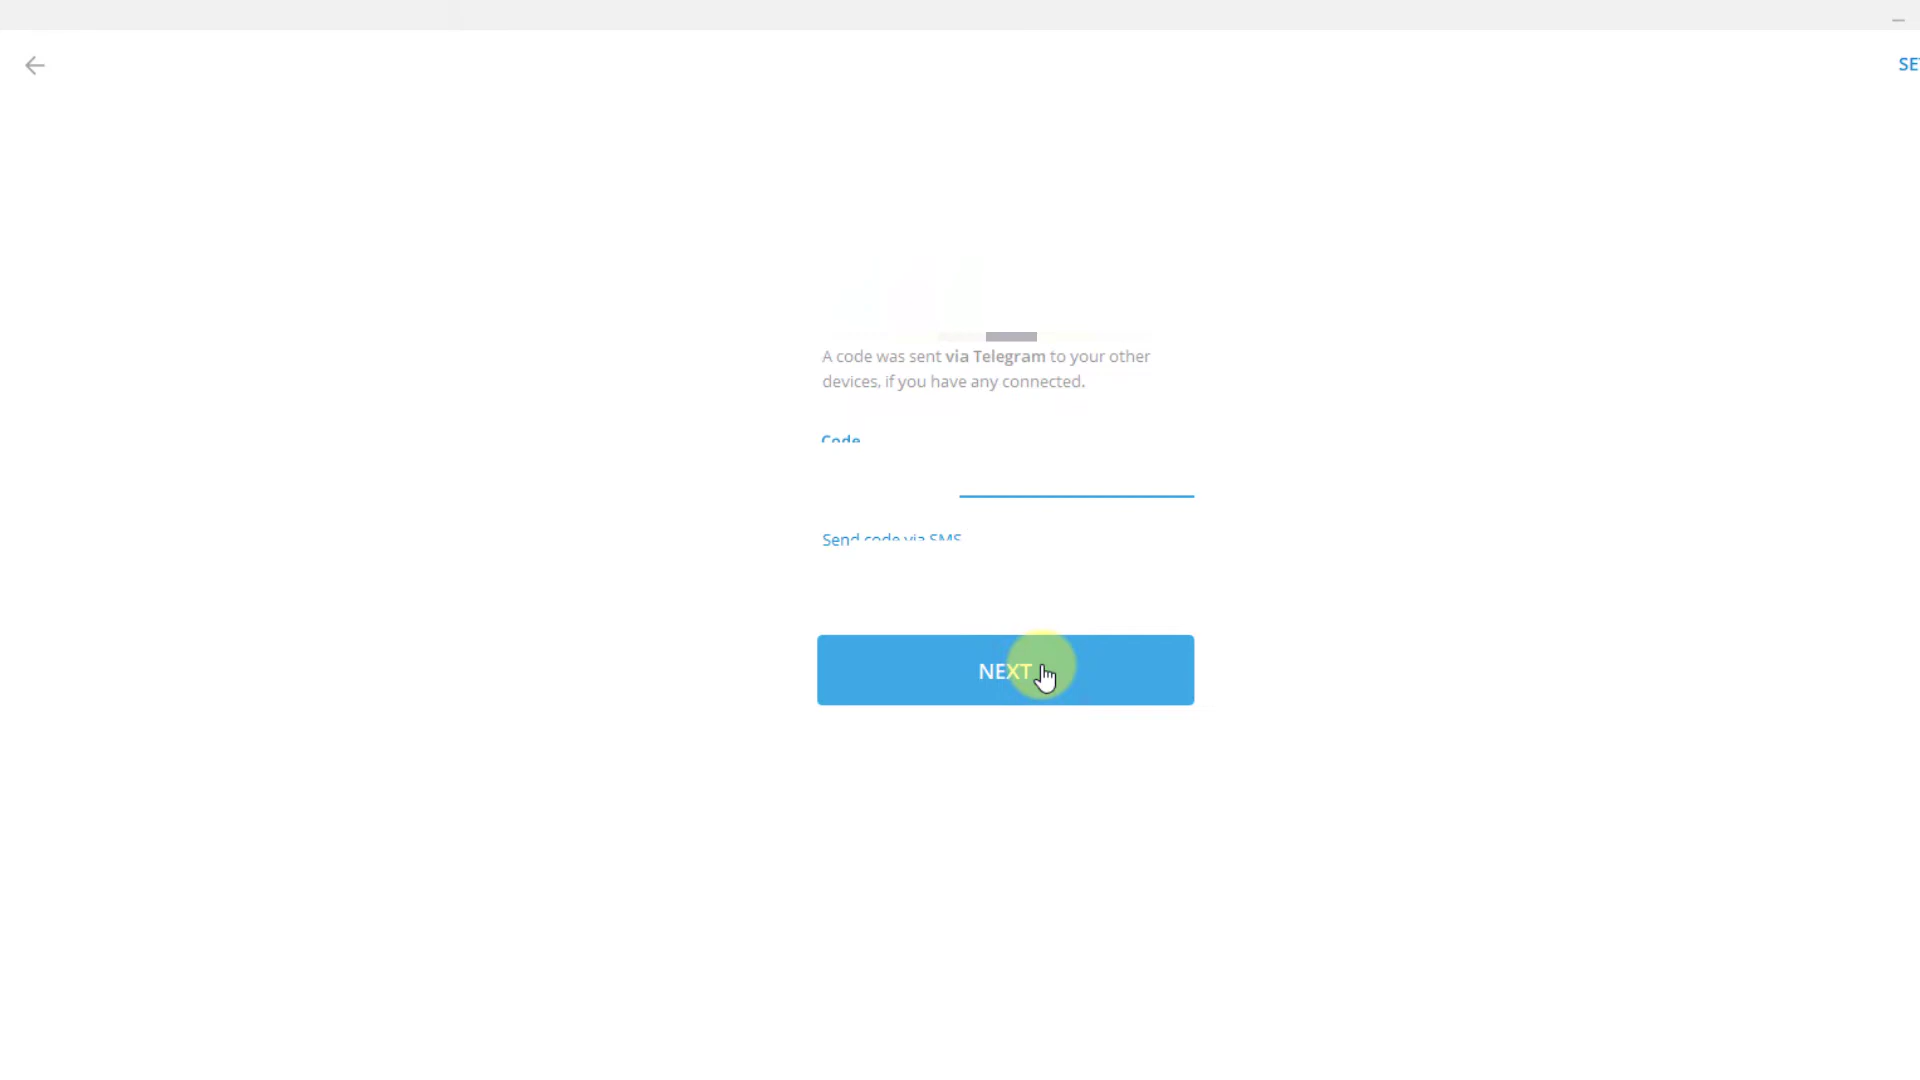 SE
A code was sent via Telegram to your other
devices, if you have any connected.
Code
Send code via SMS
NEXT